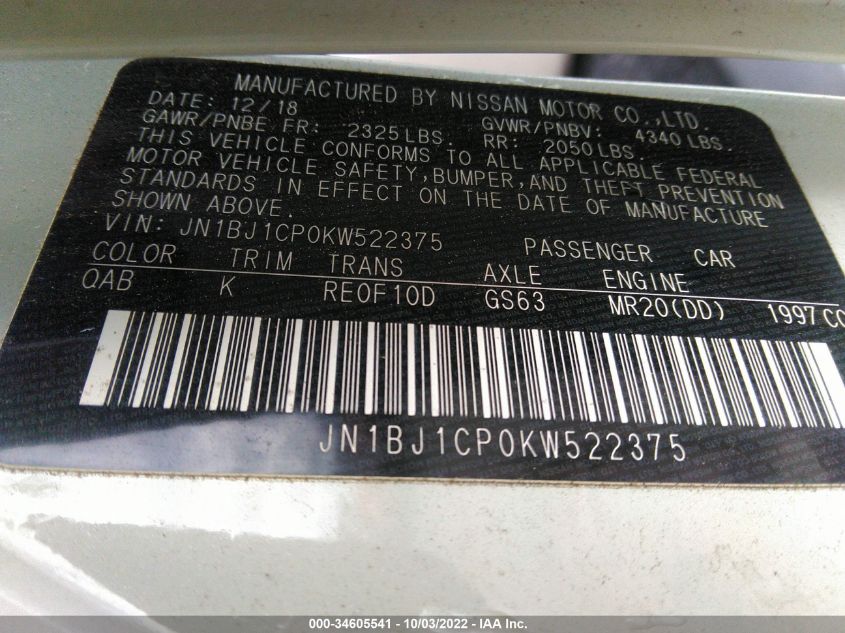 MANUFACTURED BY NISSAN MOTOR CO.,LTD.
DATE: 12/18
GAWR/PNBE FR: 2325LBS. GVWR/PNBV: 4340 LBS.
RR: 2050LBS.
THIS VEHICLE CONFORMS TO ALL APPLICABLE FEDERAL
MOTOR VEHICLE SAFETY,BUMPER,AND THEFT PREVENTION
STANDARDS IN EFFECT ON THE DATE OF MANUFACTURE
SHOWN ABOVE.
VIN: JN1BJ1CP0KW522375 PASSENGER CAR
COLOR TRIM TRANS AXLE ENGINE
QAB K RE0F10D GS63 MR20(DD) 1997CC
JN1BJ1CP0KW522375
000-34605541 - 10/03/2022 - IAA Inc.